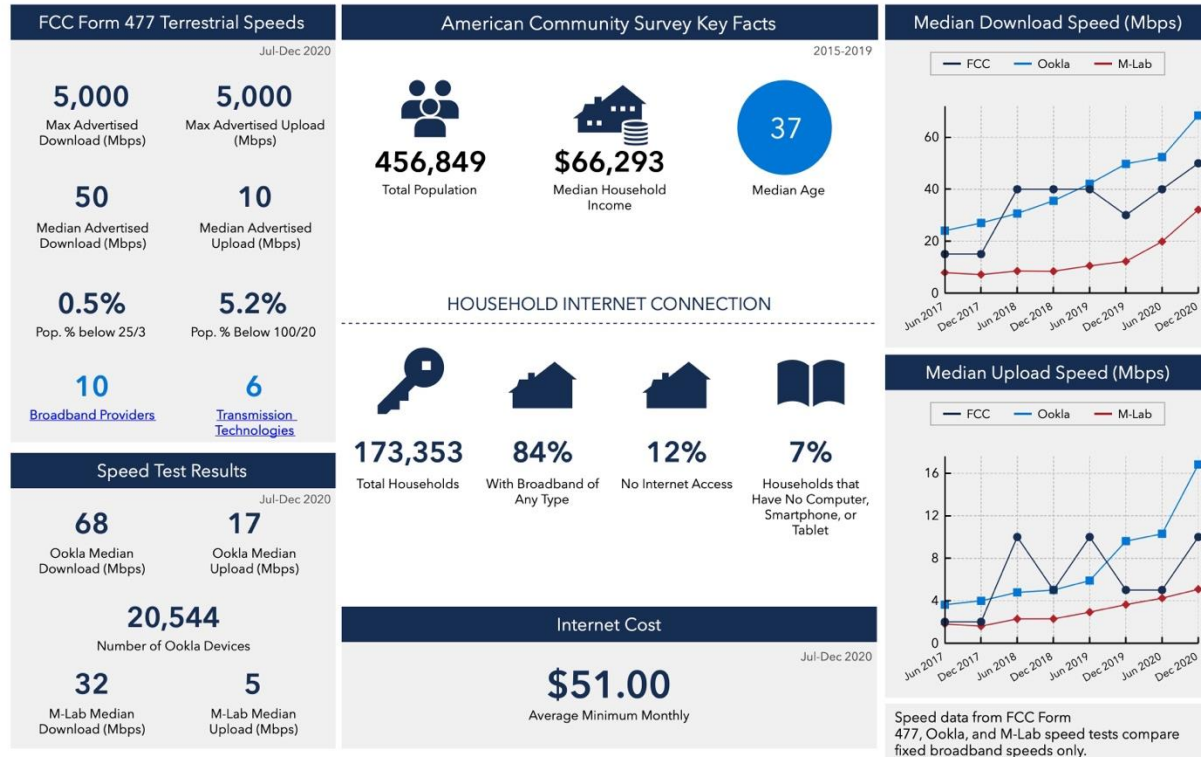 FCC Form 477 Terrestrial Speeds
Jul-Dec 2020
5,000
Max Advertised
Download (Mbps)
5,000
Max Advertised Upload
(Mbps)
50
Median Advertised
Download (Mbps)
10
Median Advertised
Upload (Mbps)
0.5%
Pop. % below 25/3
5.2%
Pop. % Below 100/20
10
Broadband Providers
6
Transmission
Technologies
Speed Test Results
Jul-Dec 2020
68
Ookla Median
Download (Mbps)
17
Ookla Median
Upload (Mbps)
20,544
Number of Ookla Devices
32
M-Lab Median
Download (Mbps)
5
M-Lab Median
Upload (Mbps)
American Community Survey Key Facts
2015-2019
456,849
Total Population
$66,293
Median Household
Income
37
Median Age
HOUSEHOLD INTERNET CONNECTION
173,353
Total Households
84%
With Broadband of
Any Type
12%
No Internet Access
7%
Households that
Have No Computer,
Smartphone, or
Tablet
Internet Cost
Jul-Dec 2020
$51.00
Average Minimum Monthly
Median Download Speed (Mbps)
FCC Ookla M-Lab
60
40
20
0
Jun 2017 Dec 2017 Jun 2018 Dec 2018 Jun 2019 Dec 2019 Jun 2020 Dec 2020
Median Upload Speed (Mbps)
FCC Ookla M-Lab
16
12
8
4
0
Jun 2017 Dec 2017 Jun 2018 Dec 2018 Jun 2019 Dec 2019 Jun 2020 Dec 2020
Speed data from FCC Form
477, Ookla, and M-Lab speed tests compare
fixed broadband speeds only.